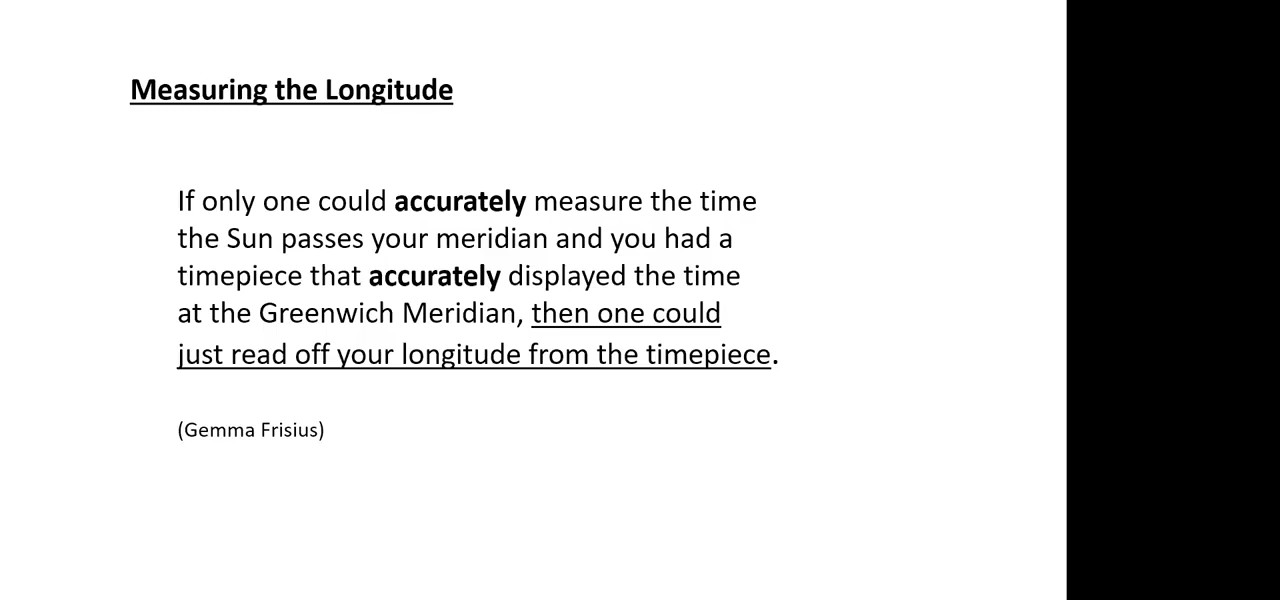 Measuring the Longitude
If only one could accurately measure the time
the Sun passes your meridian and you had a
timepiece that accurately displayed the time
at the Greenwich Meridian, then one could
just read off your longitude from the timepiece.
(Gemma Frisius)